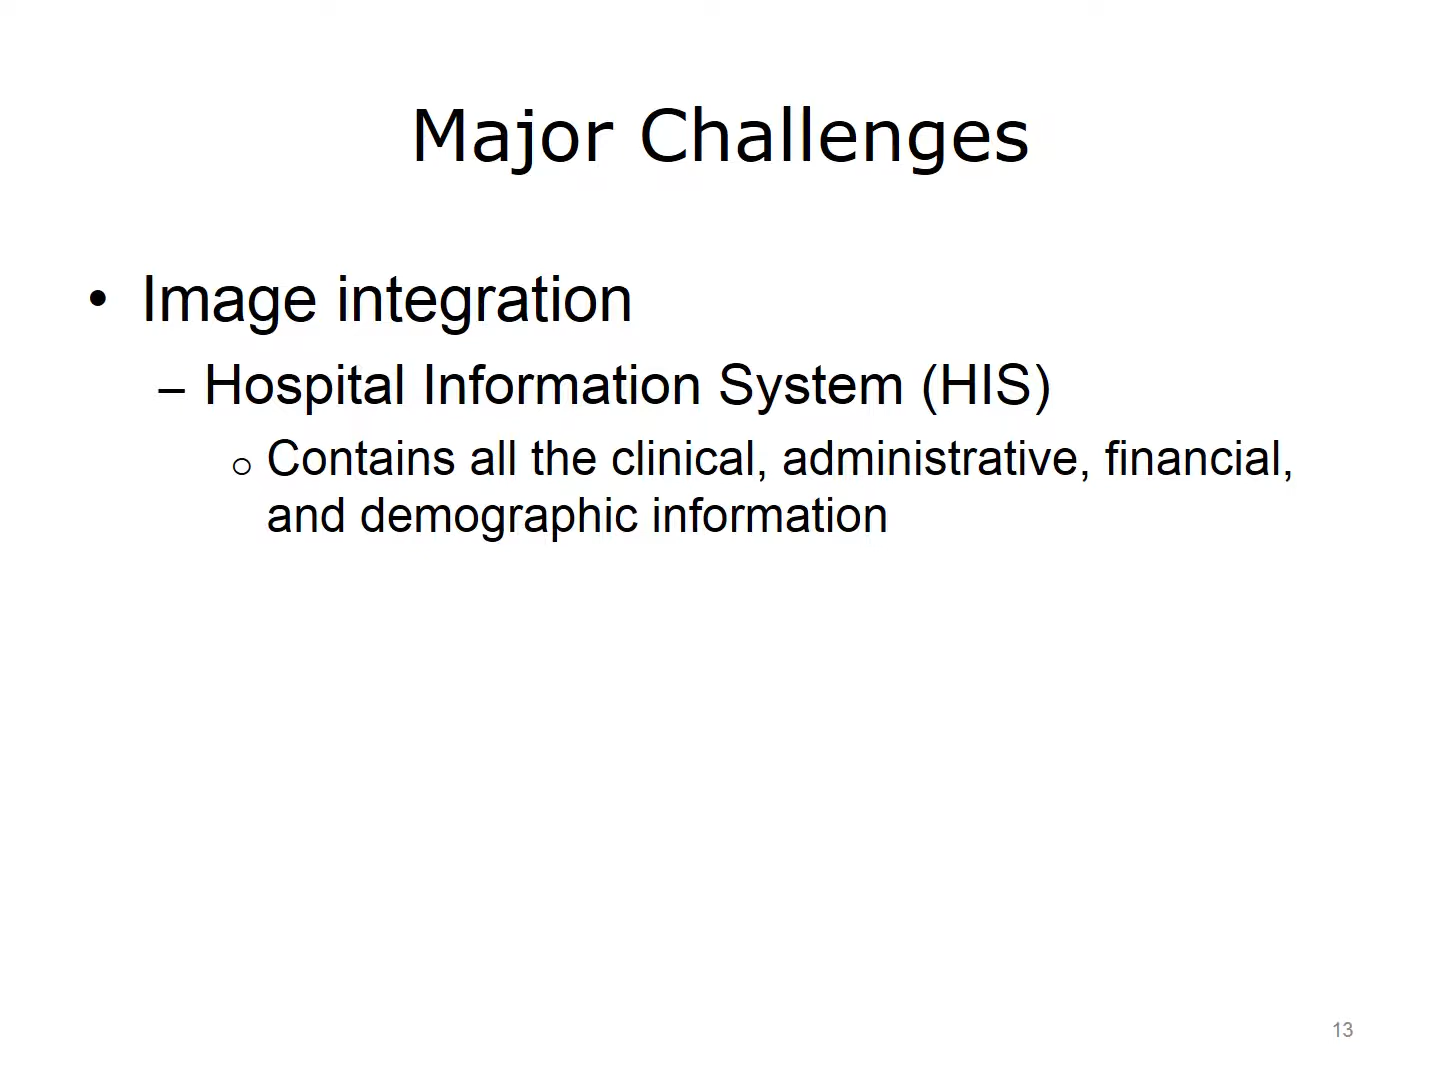 Major Challenges
• Image integration
– Hospital Information System (HIS)
○ Contains all the clinical, administrative, financial,
and demographic information
13